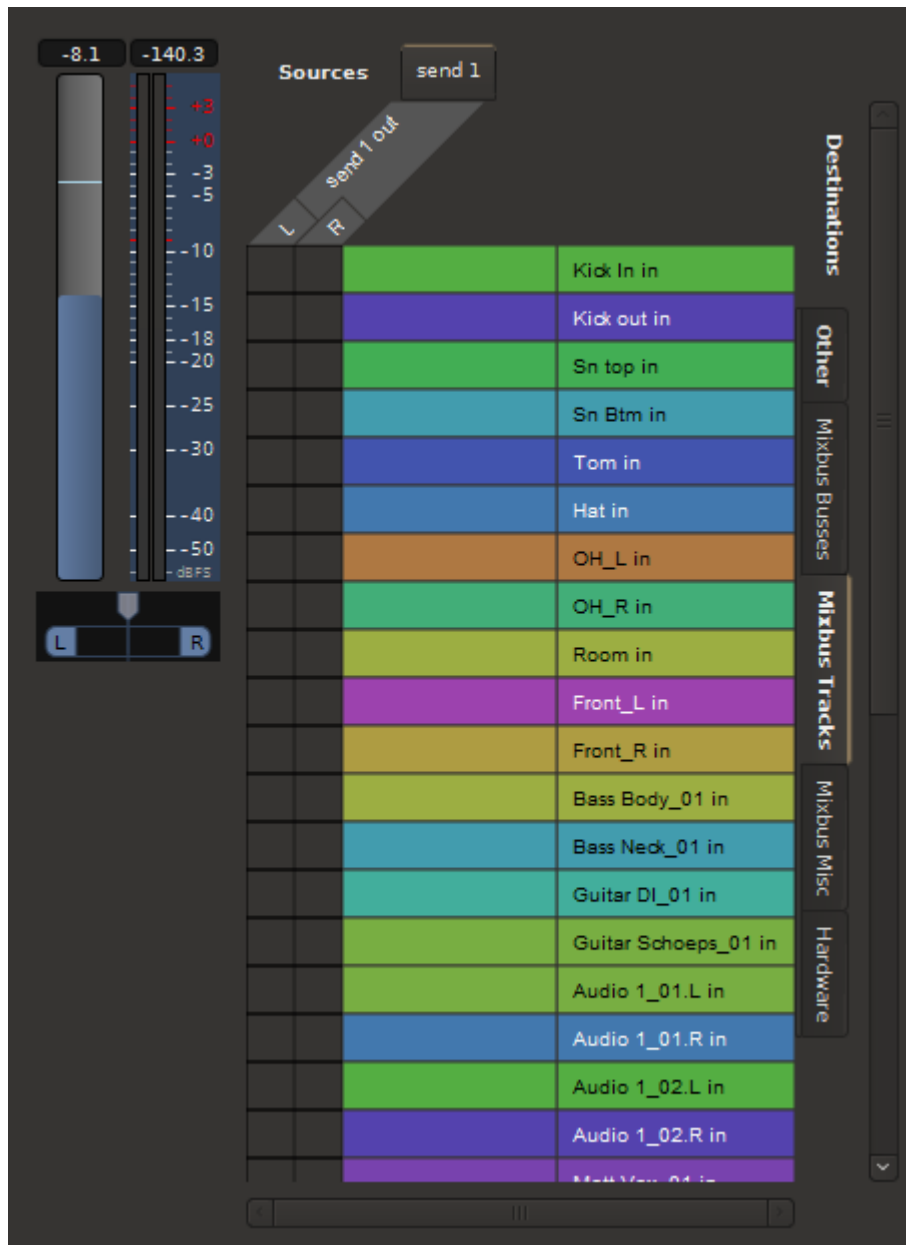 -8.1 -140.3
Sources send 1
send 1 out
L R
+3
+0
-3
-5
-10
-15
-18
-20
-25
-30
-40
-50
dBFS
L R
Kick In in
Kick out in
Sn top in
Sn Btm in
Tom in
Hat in
OH_L in
OH_R in
Room in
Front_L in
Front_R in
Bass Body_01 in
Bass Neck_01 in
Guitar DI_01 in
Guitar Schoeps_01 in
Audio 1_01.L in
Audio 1_01.R in
Audio 1_02.L in
Audio 1_02.R in
Destinations
Other
Mixbus Busses
Mixbus Tracks
Mixbus Misc
Hardware